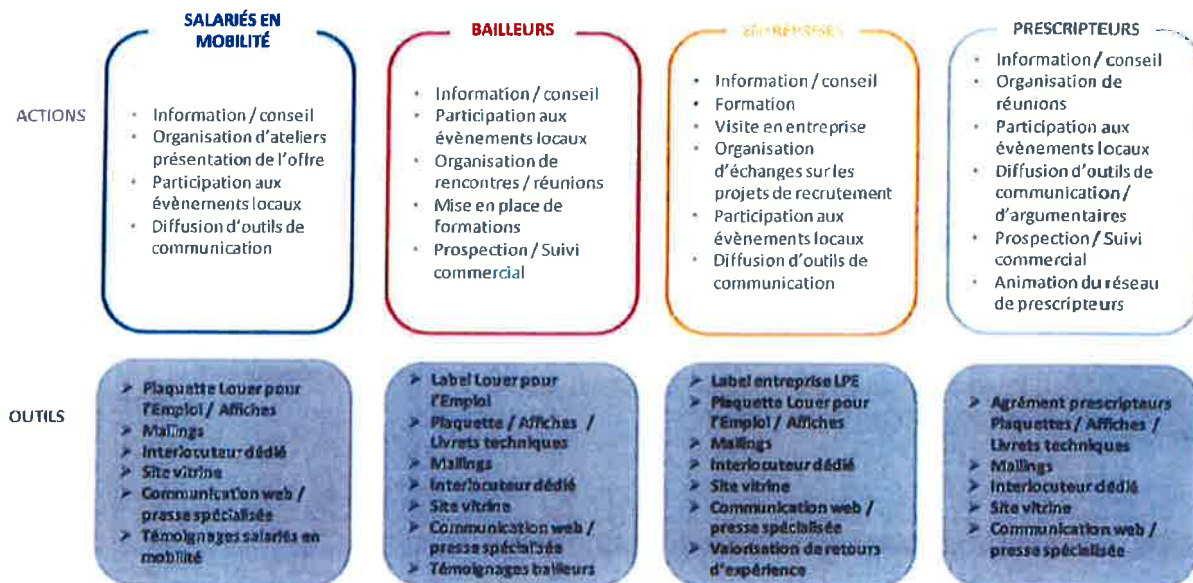 SALARIÉS EN
MOBILITÉ
BAILLEURS
ENTREPRISES
PRESCRIPTEURS
ACTIONS
• Information / conseil
• Organisation d'ateliers
présentation de l'offre
• Participation aux
évènements locaux
• Diffusion d'outils de
communication
• Information / conseil
• Participation aux
évènements locaux
• Organisation de
rencontres / réunions
• Mise en place de
formations
• Prospection / Suivi
commercial
• Information / conseil
• Formation
• Visite en entreprise
• Organisation
d'échanges sur les
projets de recrutement
• Participation aux
évènements locaux
• Diffusion d'outils de
communication
• Information / conseil
• Organisation de
réunions
• Participation aux
évènements locaux
• Diffusion d'outils de
communication /
d'argumentaires
• Prospection / Suivi
commercial
• Animation du réseau
de prescripteurs
OUTILS
➢ Plaquette Louer pour
l'Emploi / Affiches
➢ Mailings
➢ Interlocuteur dédié
➢ Site vitrine
➢ Communication web /
presse spécialisée
➢ Témoignages salariés en
mobilité
➢ Label Louer pour
l'Emploi
➢ Plaquette / Affiches /
Livrets techniques
➢ Mailings
➢ Interlocuteur dédié
➢ Site vitrine
➢ Communication web /
presse spécialisée
➢ Témoignages bailleurs
➢ Label entreprise LPE
➢ Plaquette Louer pour
l'Emploi / Affiches
➢ Mailings
➢ Interlocuteur dédié
➢ Site vitrine
➢ Communication web /
presse spécialisée
➢ Valorisation de retours
d'expérience
➢ Agrément prescripteurs
Plaquettes / Affiches /
Livrets techniques
➢ Mailings
➢ Interlocuteur dédié
➢ Site vitrine
➢ Communication web /
presse spécialisée